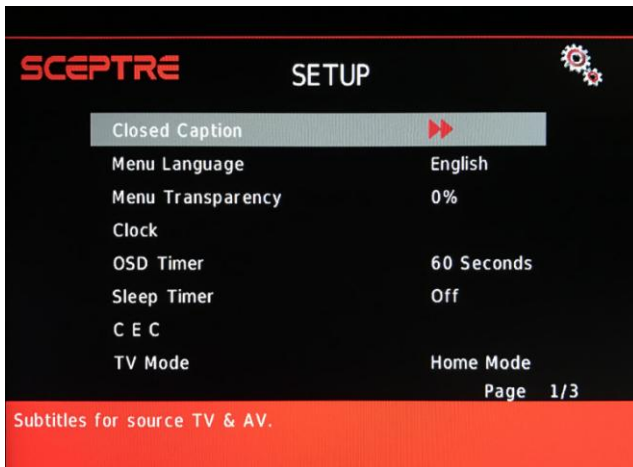 SCEPTRE
SETUP
Closed Caption
Menu Language English
Menu Transparency 0%
Clock
OSD Timer 60 Seconds
Sleep Timer Off
C E C
TV Mode Home Mode
Page 1/3
Subtitles for source TV & AV.